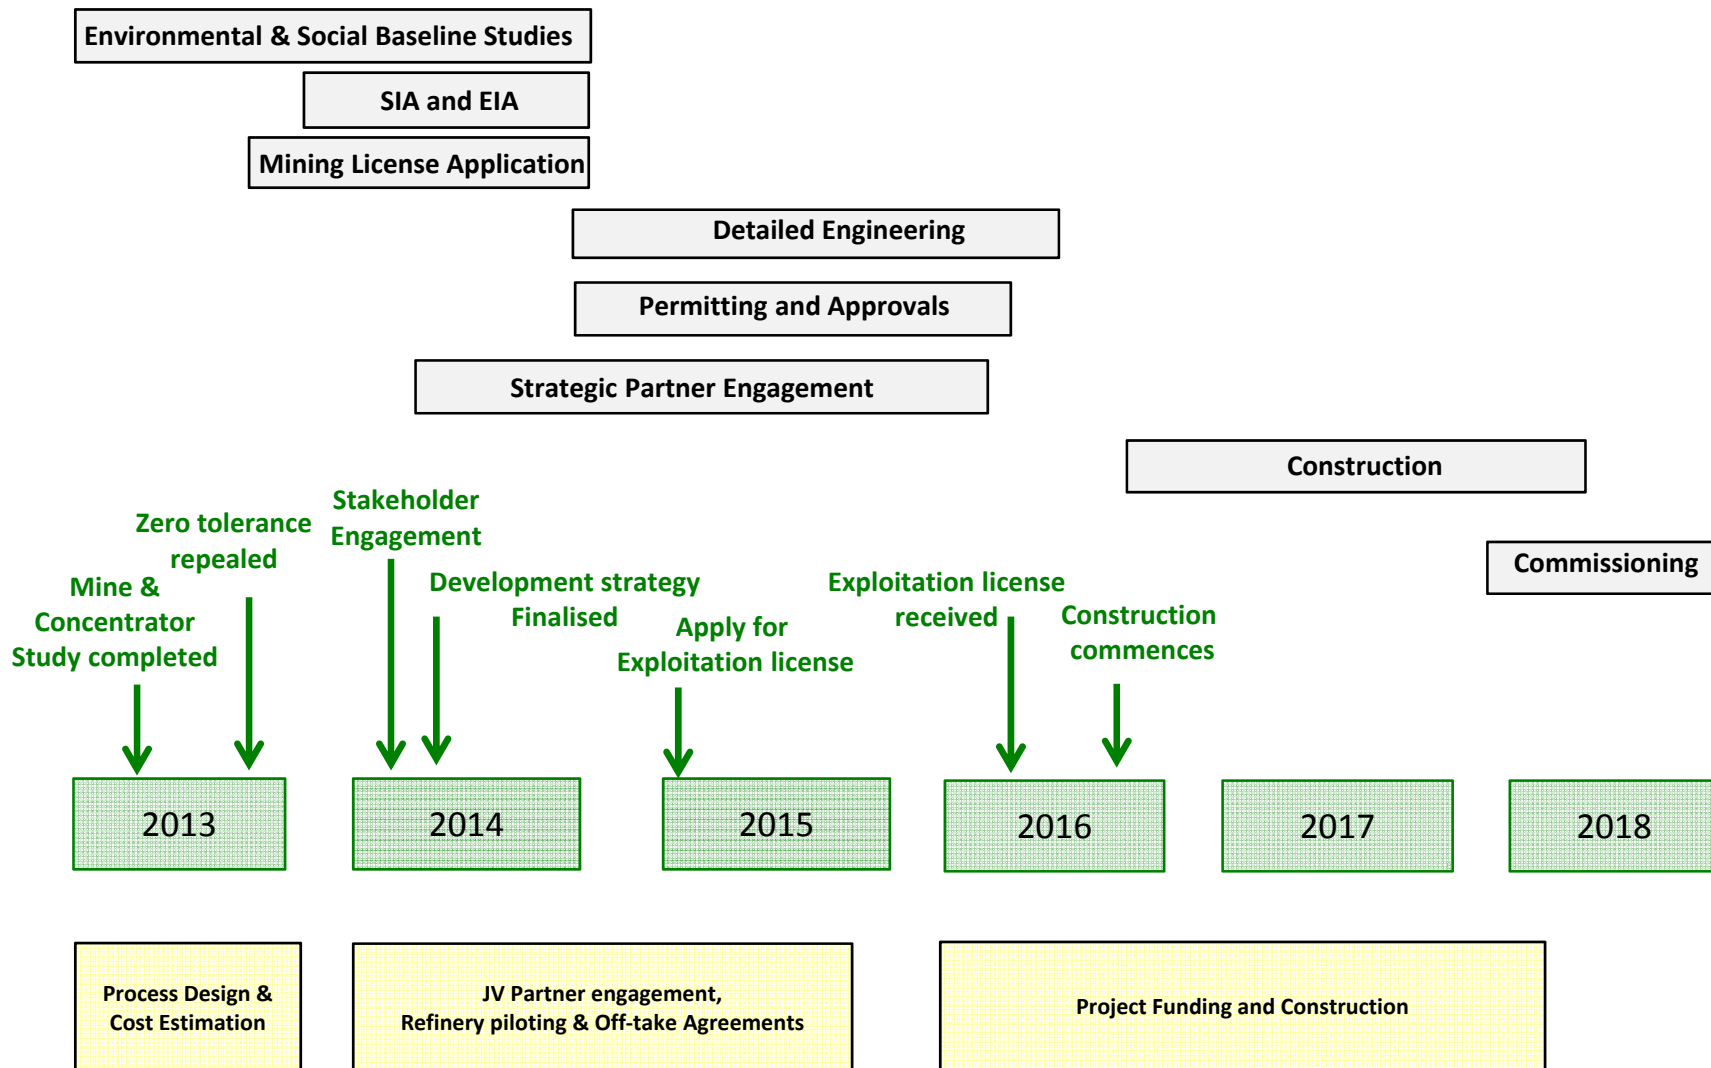 Environmental & Social Baseline Studies
SIA and EIA
Mining License Application
Detailed Engineering
Permitting and Approvals
Strategic Partner Engagement
Construction
Commissioning
Mine &
Concentrator
Study completed
Zero tolerance
repealed
Stakeholder
Engagement
Development strategy
Finalised
Apply for
Exploitation license
Exploitation license
received
Construction
commences
2013
2014
2015
2016
2017
2018
Process Design &
Cost Estimation
JV Partner engagement,
Refinery piloting & Off-take Agreements
Project Funding and Construction